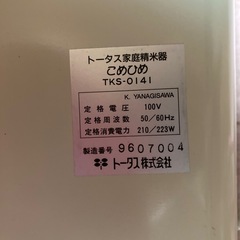 トータス家庭精米器
こめひめ
TKS-0141
K. YANAGISAWA
定格電圧 100V
定格周波数 50/60Hz
定格消費電力 210/223W
製造番号 9607004
トータス株式会社